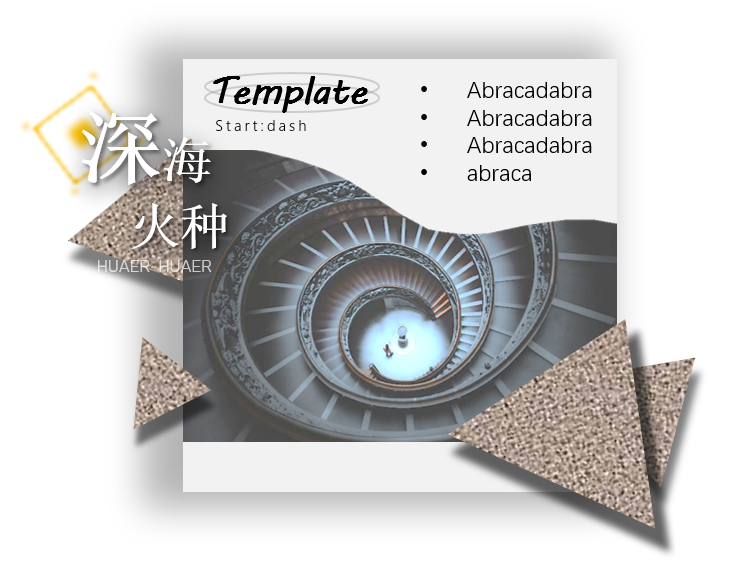 Template
Start:dash
• Abracadabra
• Abracadabra
• Abracadabra
• abraca
深海
火种
HUAER HUAER